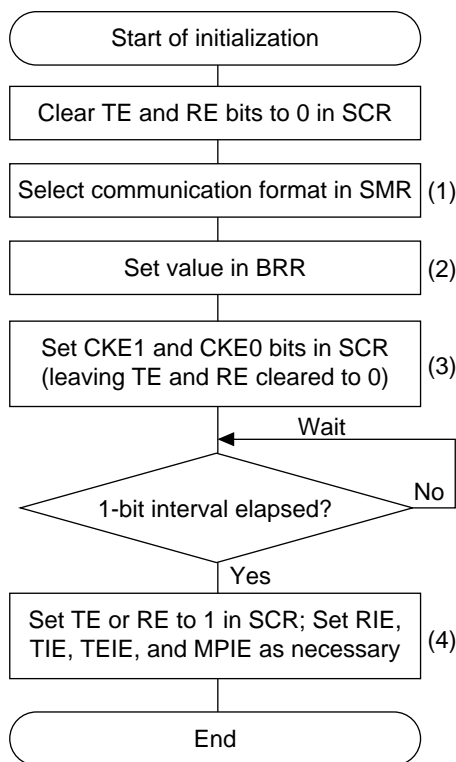 Start of initialization
Clear TE and RE bits to 0 in SCR
Select communication format in SMR
(1)
Set value in BRR
(2)
Set CKE1 and CKE0 bits in SCR
(leaving TE and RE cleared to 0)
(3)
Wait
1-bit interval elapsed?
No
Yes
Set TE or RE to 1 in SCR; Set RIE,
TIE, TEIE, and MPIE as necessary
(4)
End